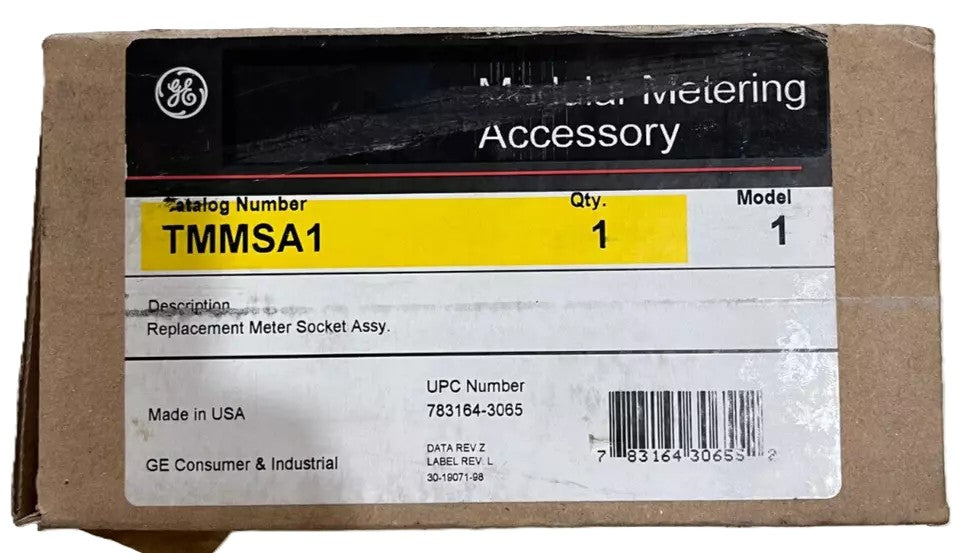 GE
Modular Metering
Accessory
Catalog Number
Qty.
Model
TMMSA1
1
1
Description
Replacement Meter Socket Assy.
UPC Number
Made in USA
783164-3065
DATA REV Z
GE Consumer & Industrial
LABEL REV. L
30-19071-98
7 83164 30655 2